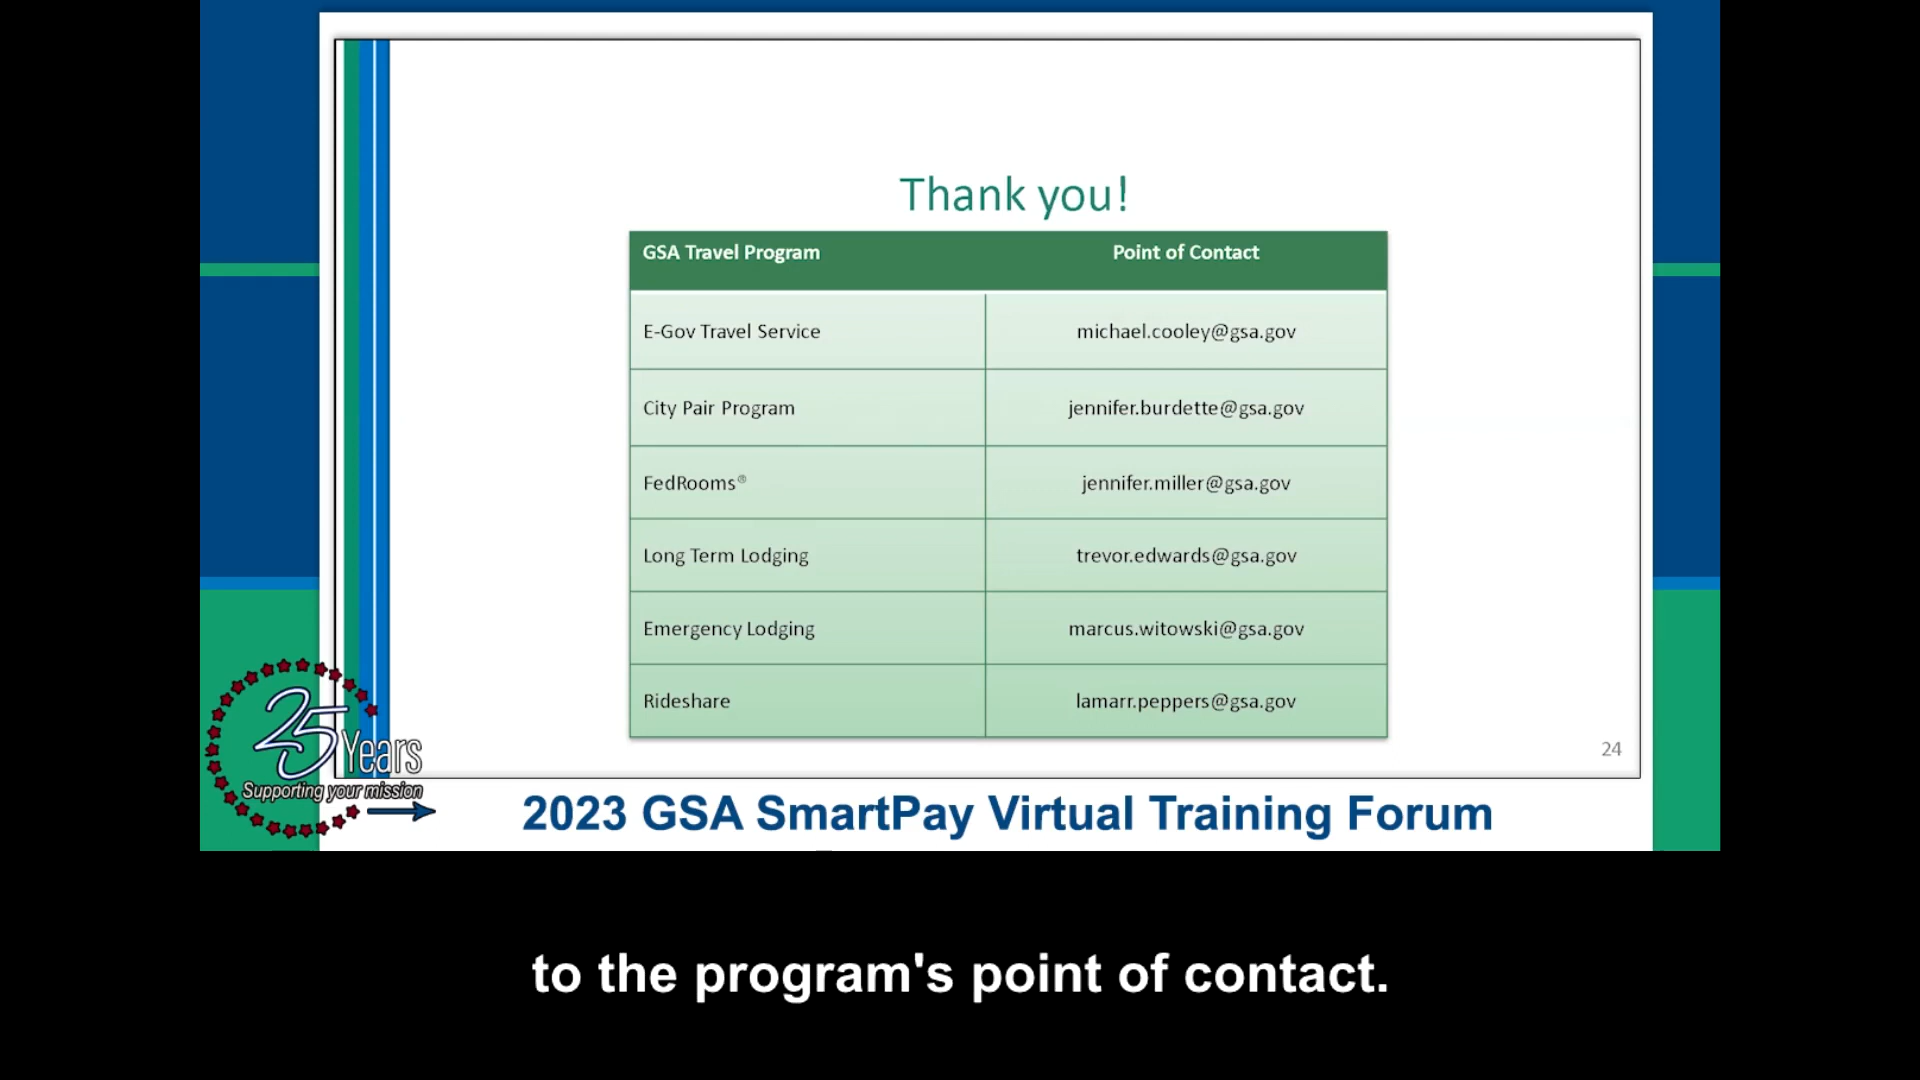 Thank you!
GSA Travel Program Point of Contact
E-Gov Travel Service michael.cooley@gsa.gov
City Pair Program jennifer.burdette@gsa.gov
FedRooms® jennifer.miller@gsa.gov
Long Term Lodging trevor.edwards@gsa.gov
Emergency Lodging marcus.witowski@gsa.gov
Rideshare lamarr.peppers@gsa.gov
24
25 Years
Supporting your mission
2023 GSA SmartPay Virtual Training Forum
to the program's point of contact.